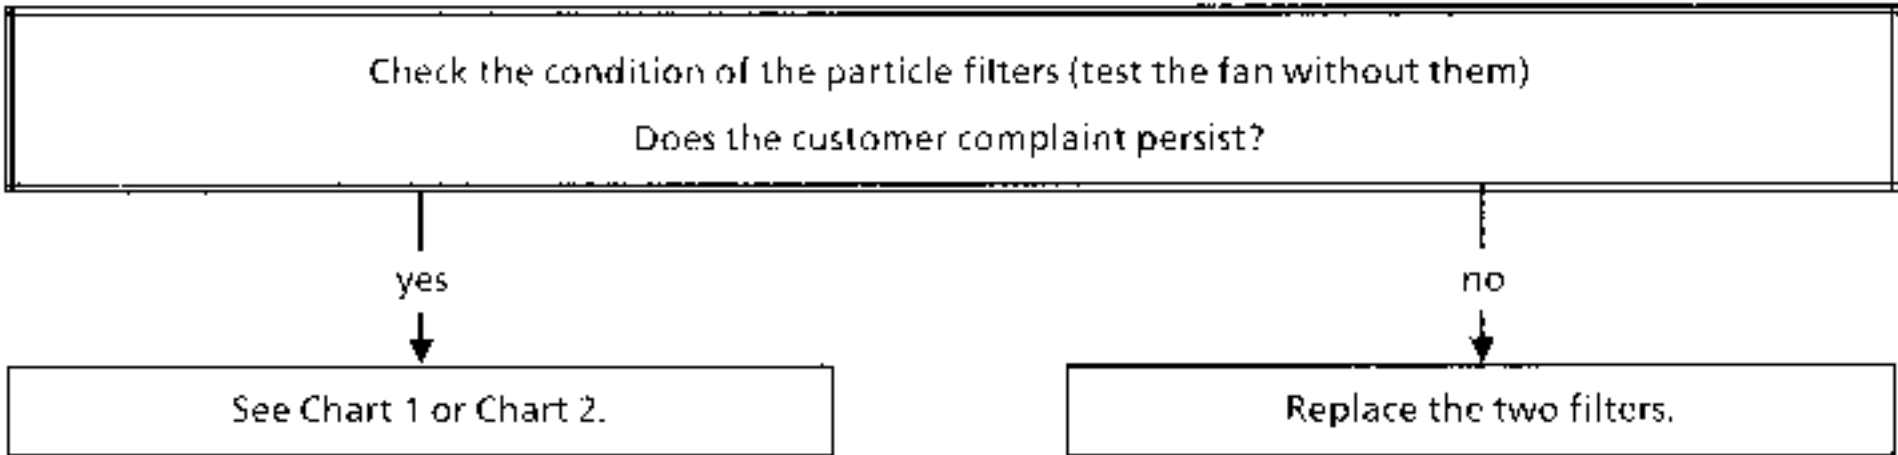 Check the condition of the particle filters (test the fan without them)
Does the customer complaint persist?
yes
no
See Chart 1 or Chart 2.
Replace the two filters.